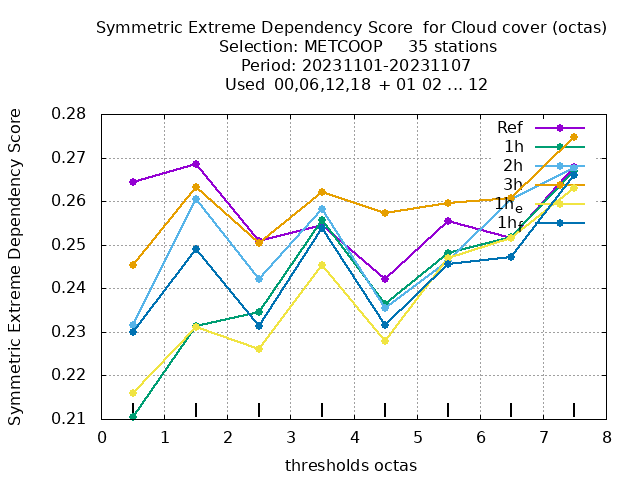 Symmetric Extreme Dependency Score  for Cloud cover (octas)
Selection: METCOOP     35 stations
Period: 20231101-20231107
Used  00,06,12,18 + 01 02 ... 12
Symmetric Extreme Dependency Score
0.28
0.27
0.26
0.25
0.24
0.23
0.22
0.21
Ref
1h
2h
3h
1h_e
1h_f
0 1 2 3 4 5 6 7 8
thresholds octas